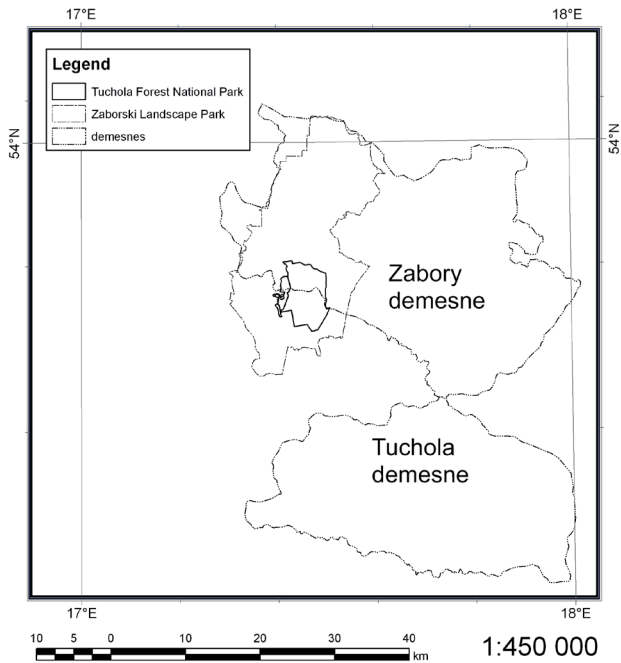 17°E 18°E
Legend
Tuchola Forest National Park
Zaborski Landscape Park
demesnes
54°N 54°N
Zabory
demesne
Tuchola
demesne
17°E 18°E
10 5 0 10 20 30 40
km
1:450 000